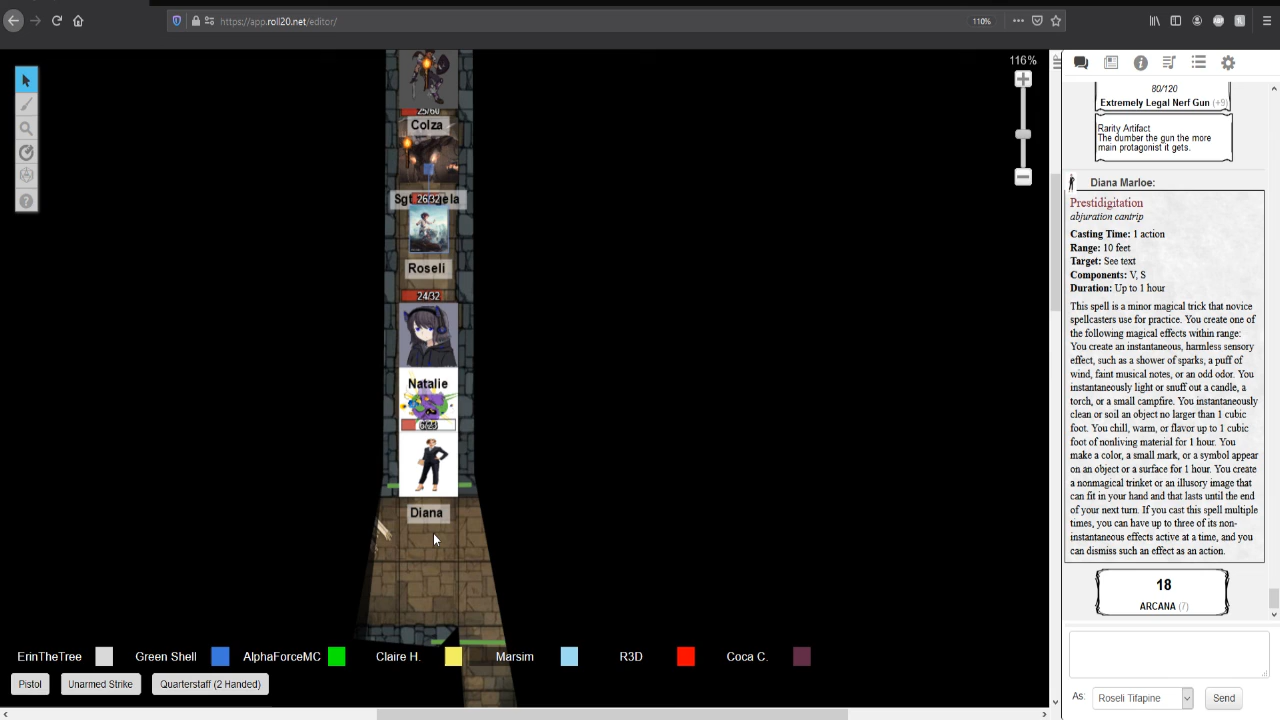 https://app.roll20.net/editor/
110%
116%
25/60
Colza
26/32
Roseli
24/32
Natalie
6/23
Diana
80/120
Extremely Legal Nerf Gun (+9)
Rarity Artifact
The dumber the gun the more
main protagonist it gets.
Diana Marloe:
Prestidigitation
abjuration cantrip
Casting Time: 1 action
Range: 10 feet
Target: See text
Components: V, S
Duration: Up to 1 hour
This spell is a minor magical trick that novice
spellcasters use for practice. You create one of
the following magical effects within range:
You create an instantaneous, harmless sensory
effect, such as a shower of sparks, a puff of
wind, faint musical notes, or an odd odor. You
instantaneously light or snuff out a candle, a
torch, or a small campfire. You instantaneously
clean or soil an object no larger than 1 cubic
foot. You chill, warm, or flavor up to 1 cubic
foot of nonliving material for 1 hour. You
make a color, a small mark, or a symbol appear
on an object or a surface for 1 hour. You create
a nonmagical trinket or an illusory image that
can fit in your hand and that lasts until the end
of your next turn. If you cast this spell multiple
times, you can have up to three of its non-
instantaneous effects active at a time, and you
can dismiss such an effect as an action.
18
ARCANA (7)
ErinTheTree
Green Shell
AlphaForceMC
Claire H.
Marsim
R3D
Coca C.
Pistol
Unarmed Strike
Quarterstaff (2 Handed)
As:
Roseli Tifapine
Send